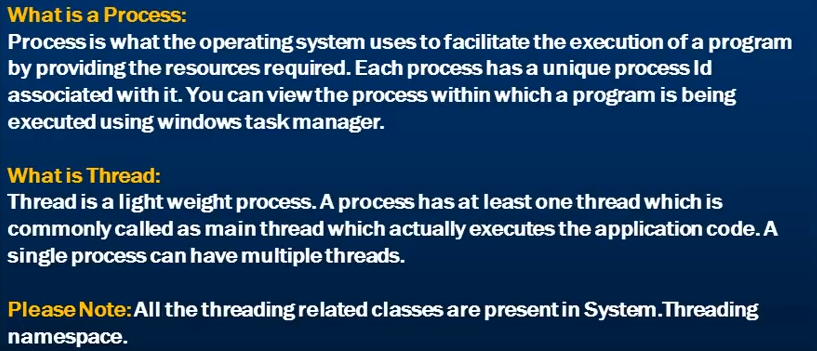 What is a Process:
Process is what the operating system uses to facilitate the execution of a program
by providing the resources required. Each process has a unique process Id
associated with it. You can view the process within which a program is being
executed using windows task manager.
What is Thread:
Thread is a light weight process. A process has at least one thread which is
commonly called as main thread which actually executes the application code. A
single process can have multiple threads.
Please Note: All the threading related classes are present in System.Threading
namespace.